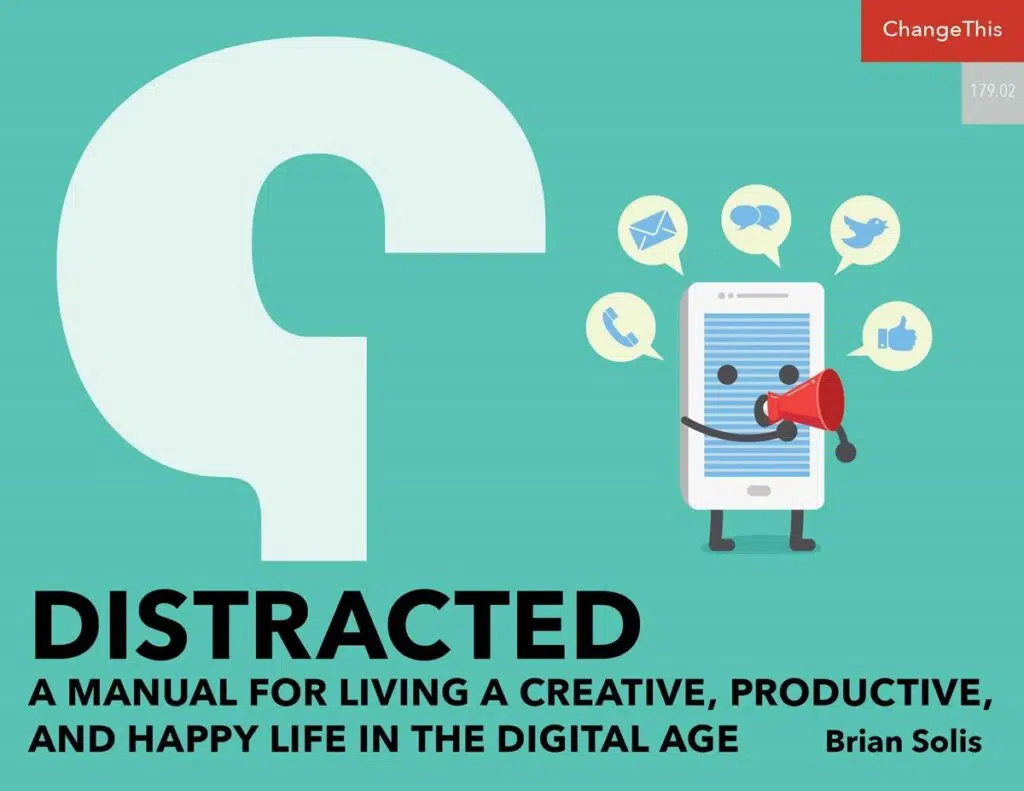 ChangeThis
179.02
DISTRACTED
A MANUAL FOR LIVING A CREATIVE, PRODUCTIVE,
AND HAPPY LIFE IN THE DIGITAL AGE
Brian Solis